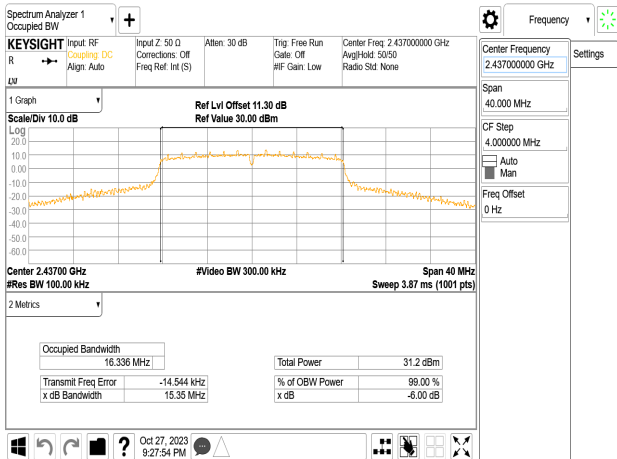 Spectrum Analyzer 1
Occupied BW
Frequency
KEYSIGHT
R
LXI
Input: RF
Coupling: DC
Align: Auto
Input Z: 50 Ω
Corrections: Off
Freq Ref: Int (S)
Atten: 30 dB
Trig: Free Run
Gate: Off
#IF Gain: Low
Center Freq: 2.437000000 GHz
Avg|Hold: 50/50
Radio Std: None
Center Frequency
2.437000000 GHz
Settings
Span
40.000 MHz
CF Step
4.000000 MHz
Auto
Man
Freq Offset
0 Hz
1 Graph
Scale/Div 10.0 dB
Ref Lvl Offset 11.30 dB
Ref Value 30.00 dBm
Log
20.0
10.0
0.00
-10.0
-20.0
-30.0
-40.0
-50.0
-60.0
Center 2.43700 GHz
#Video BW 300.00 kHz
Span 40 MHz
#Res BW 100.00 kHz
Sweep 3.87 ms (1001 pts)
2 Metrics
Occupied Bandwidth
16.336 MHz
Total Power 31.2 dBm
Transmit Freq Error -14.544 kHz
% of OBW Power 99.00 %
x dB Bandwidth 15.35 MHz
x dB -6.00 dB
?
Oct 27, 2023
9:27:54 PM